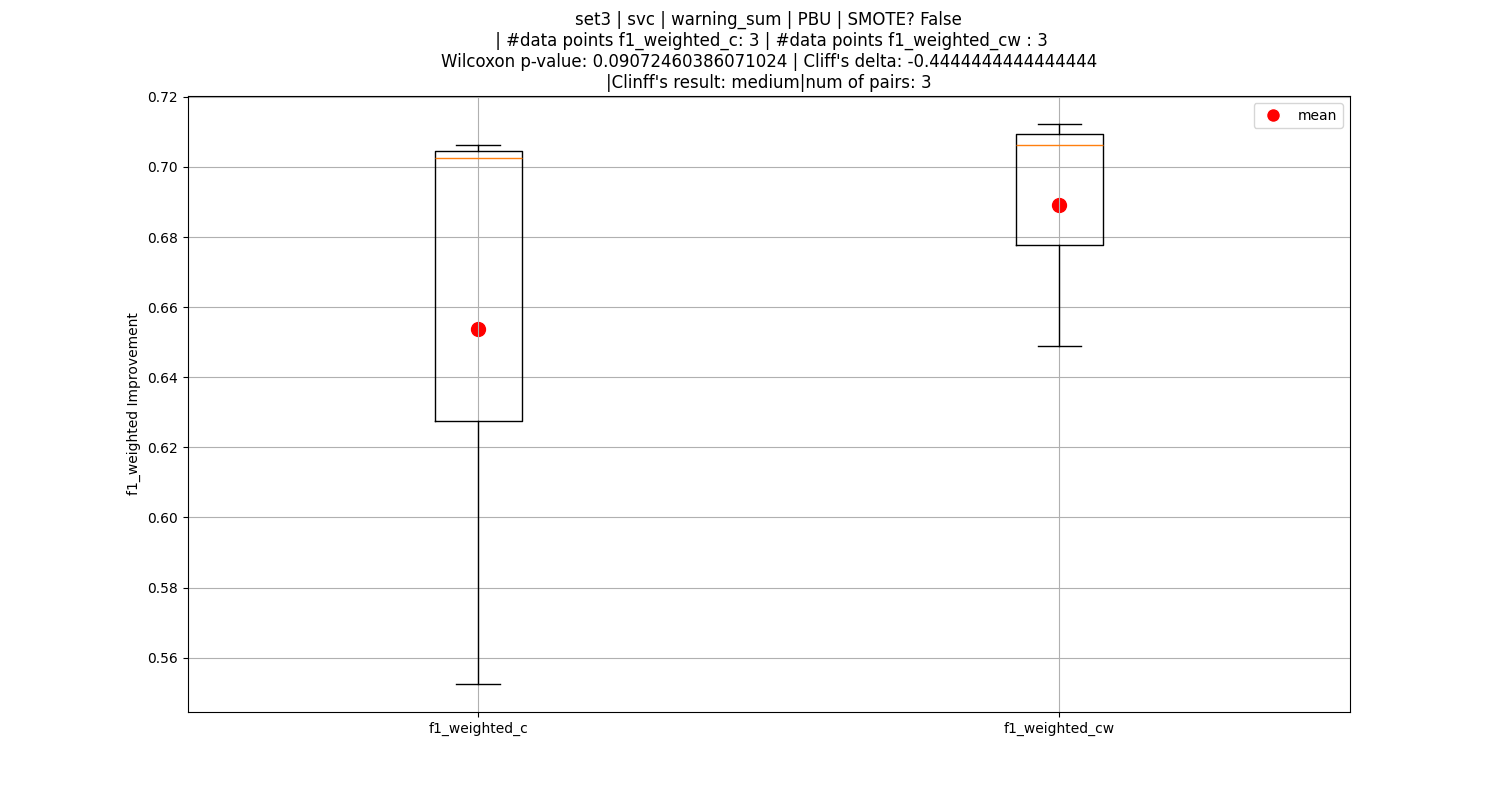 set3 | svc | warning_sum | PBU | SMOTE? False
| #data points f1_weighted_c: 3 | #data points f1_weighted_cw : 3
Wilcoxon p-value: 0.09072460386071024 | Cliff's delta: -0.4444444444444444
|Clinff's result: medium|num of pairs: 3
mean
f1_weighted Improvement
0.72
0.70
0.68
0.66
0.64
0.62
0.60
0.58
0.56
f1_weighted_c
f1_weighted_cw